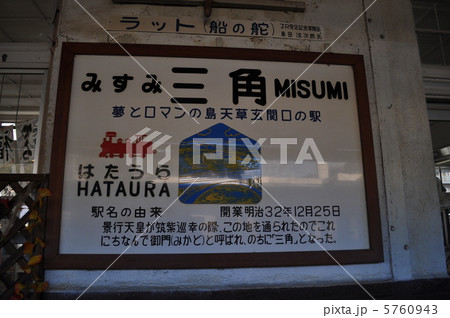 ラット(船の舵)
みすみ 三角 MISUMI
夢とロマンの島天草玄関口の駅
はたうら
HATAURA
駅名の由来 開業明治32年12月25日
景行天皇が筑紫巡幸の際、この地を通られたのでこれ
にちなんで御門(みかど)と呼ばれ、のちに「三角」となった。
PIXTA
pixta.jp - 5760943